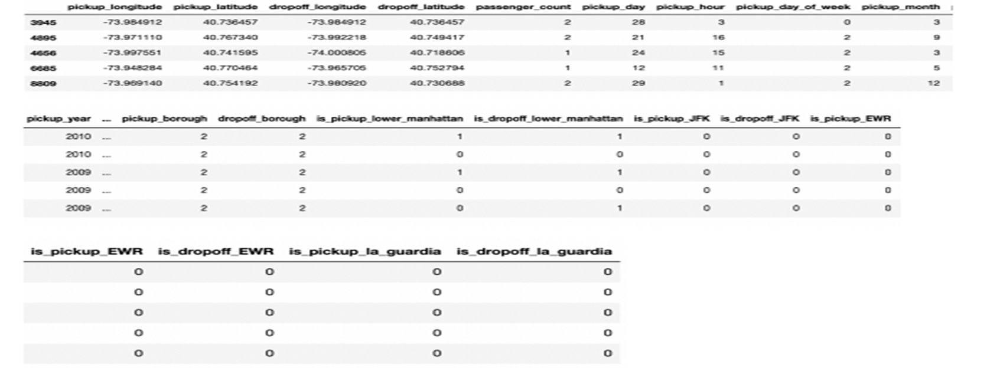 pickup_longitude pickup_latitude dropoff_longitude dropoff_latitude passenger_count pickup_day pickup_hour pickup_day_of_week pickup_month
3945 -73.984912 40.736457 -73.984912 40.736457 2 28 3 0 3
4895 -73.971110 40.767340 -73.992218 40.749417 2 21 16 2 9
4656 -73.997551 40.741595 -74.000805 40.718606 1 24 15 2 3
6685 -73.948284 40.770464 -73.965705 40.752794 1 12 11 2 5
8809 -73.969140 40.754192 -73.980920 40.730688 2 29 1 2 12
pickup_year ... pickup_borough dropoff_borough is_pickup_lower_manhattan is_dropoff_lower_manhattan is_pickup_JFK is_dropoff_JFK is_pickup_EWR
2010 ... 2 2 1 1 0 0 0
2010 ... 2 2 0 0 0 0 0
2009 ... 2 2 1 1 0 0 0
2009 ... 2 2 0 0 0 0 0
2009 ... 2 2 0 1 0 0 0
is_pickup_EWR is_dropoff_EWR is_pickup_la_guardia is_dropoff_la_guardia
0 0 0 0
0 0 0 0
0 0 0 0
0 0 0 0
0 0 0 0